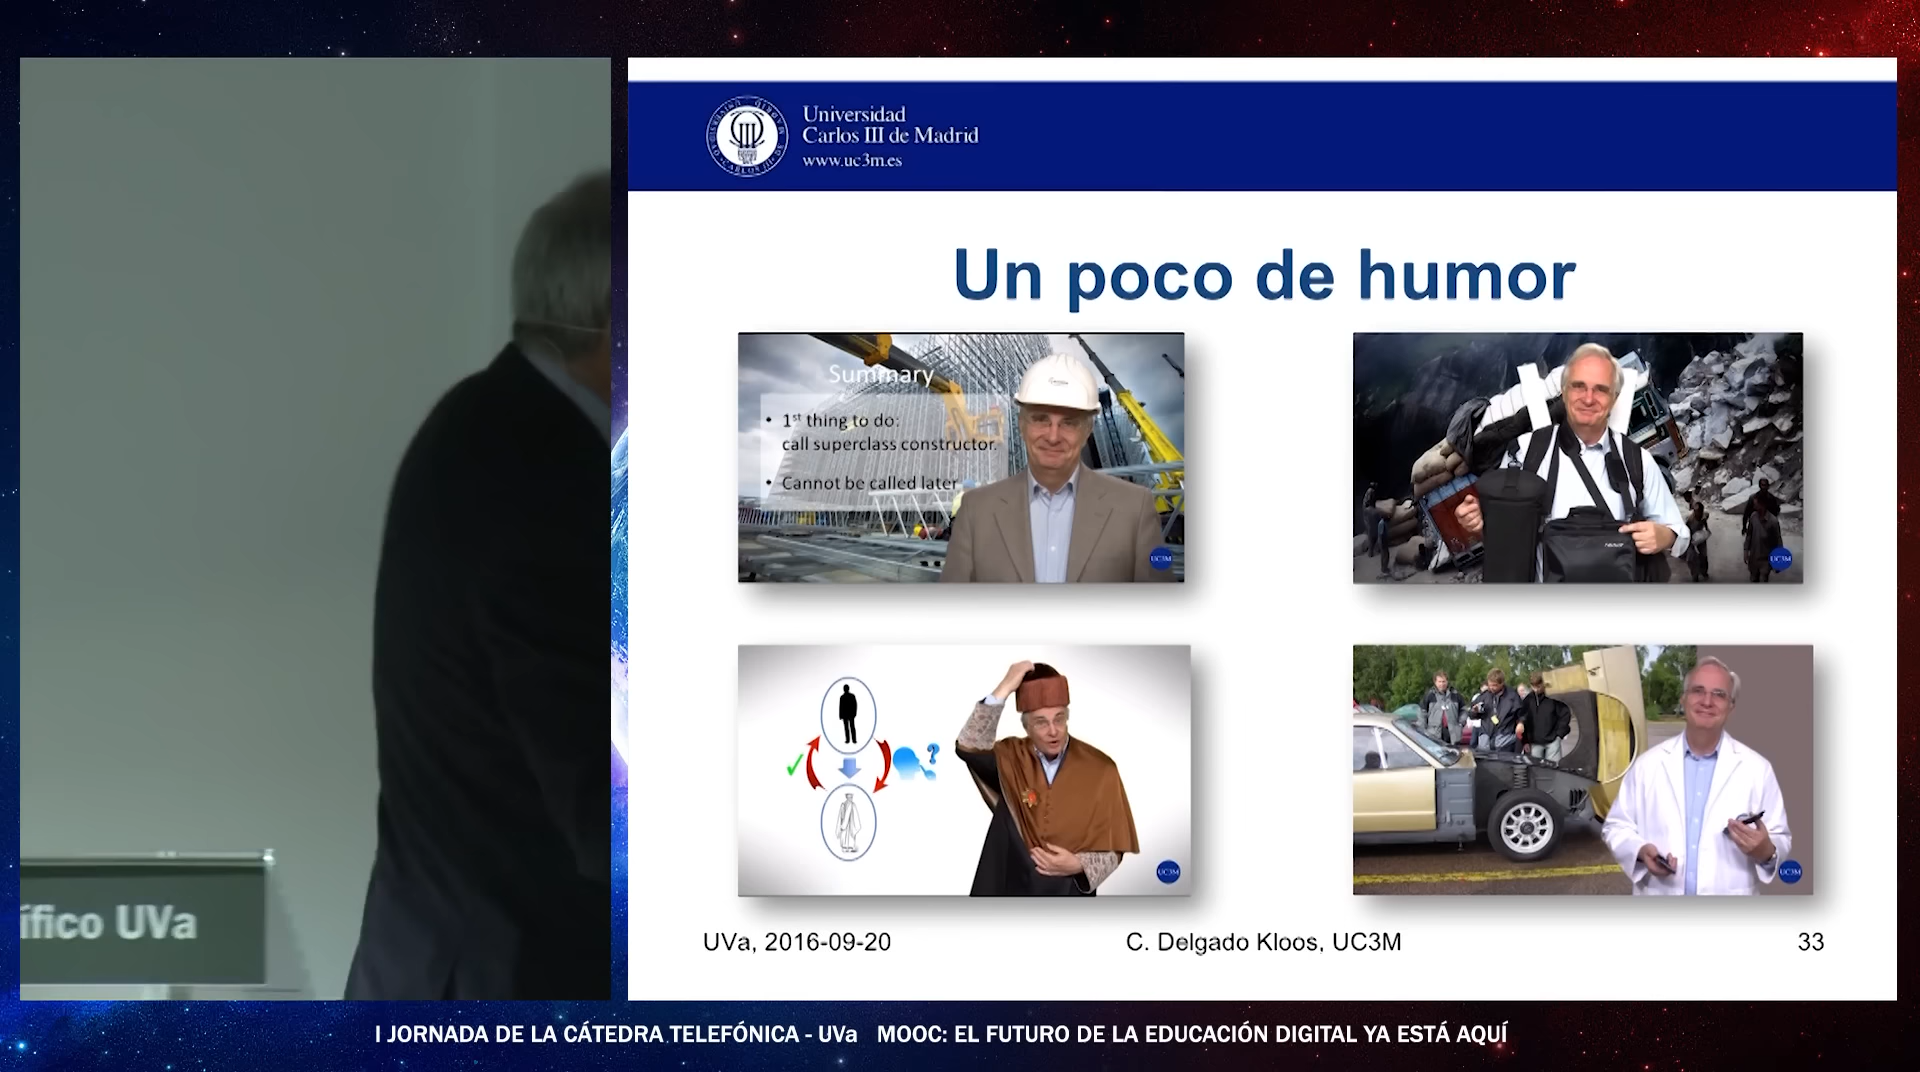 Universidad
Carlos III de Madrid
www.uc3m.es
Un poco de humor
Summary
• 1st thing to do:
call superclass constructor.
• Cannot be called later
UC3M
UC3M
?
UC3M
UC3M
ífico UVa
UVa, 2016-09-20
C. Delgado Kloos, UC3M
33
I JORNADA DE LA CÁTEDRA TELEFÓNICA - UVa MOOC: EL FUTURO DE LA EDUCACIÓN DIGITAL YA ESTÁ AQUÍ